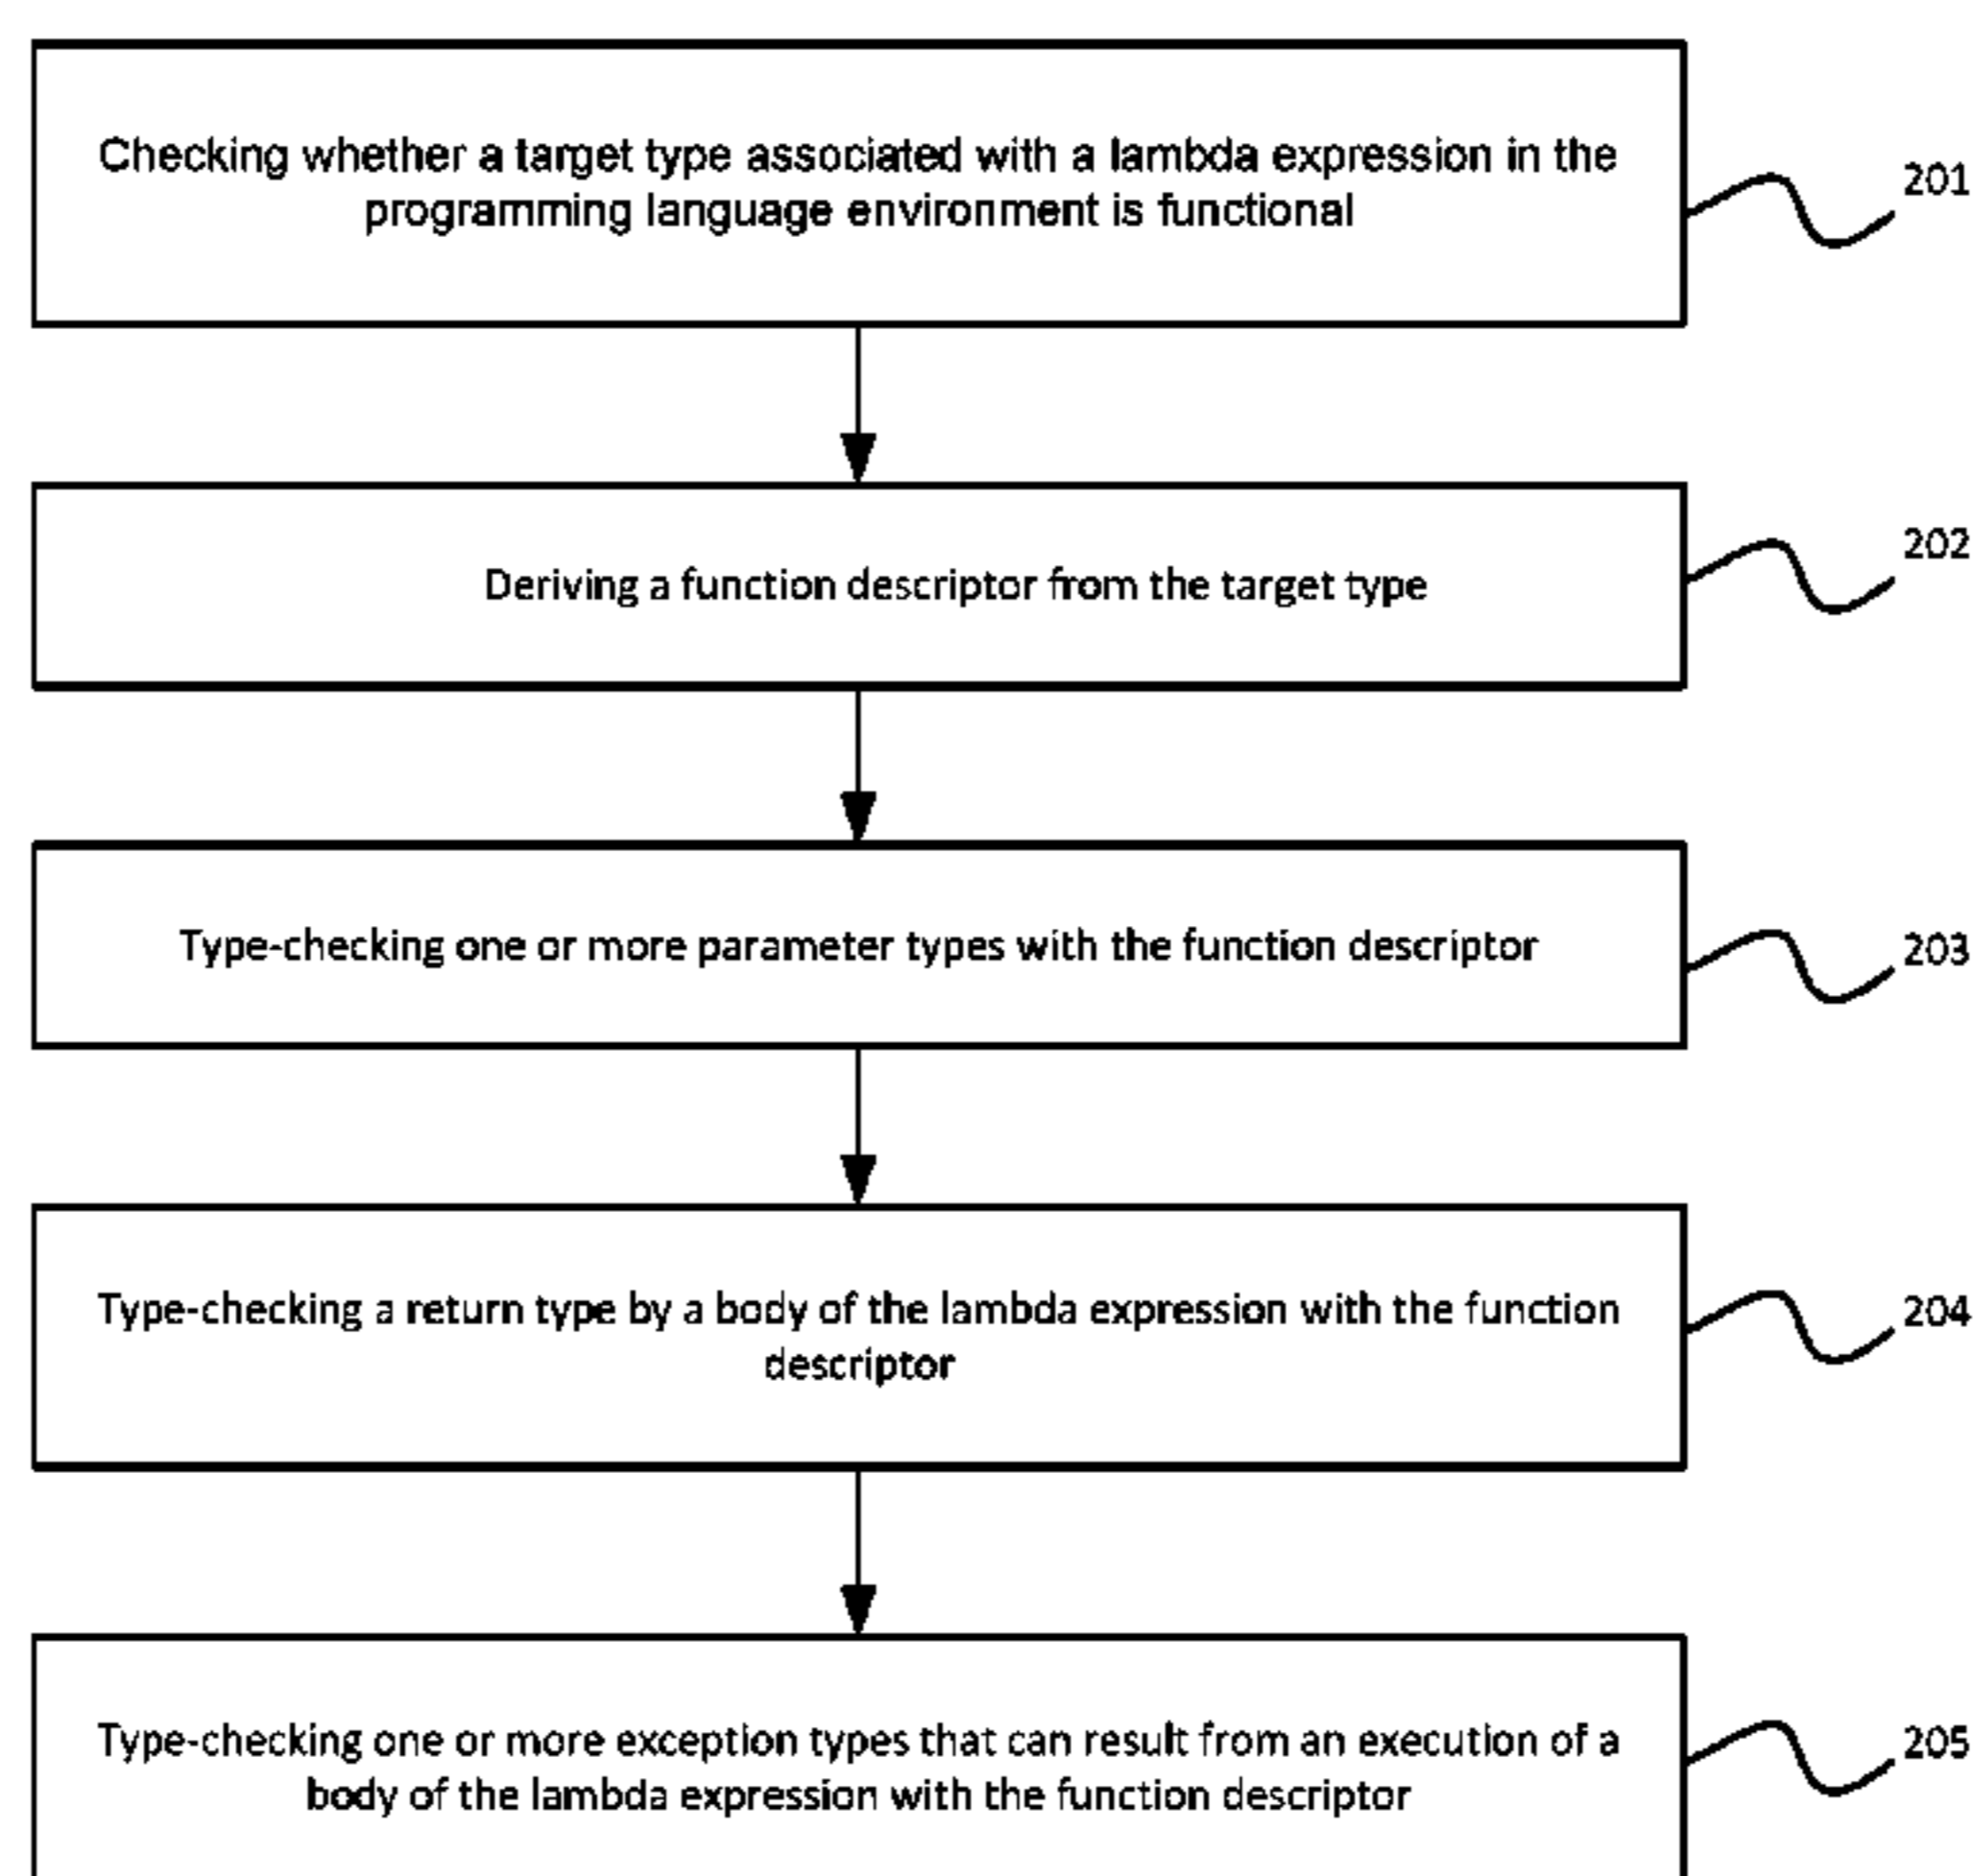 Checking whether a target type associated with a lambda expression in the
programming language environment is functional
201
Deriving a function descriptor from the target type
202
Type-checking one or more parameter types with the function descriptor
203
Type-checking a return type by a body of the lambda expression with the function
descriptor
204
Type-checking one or more exception types that can result from an execution of a
body of the lambda expression with the function descriptor
205